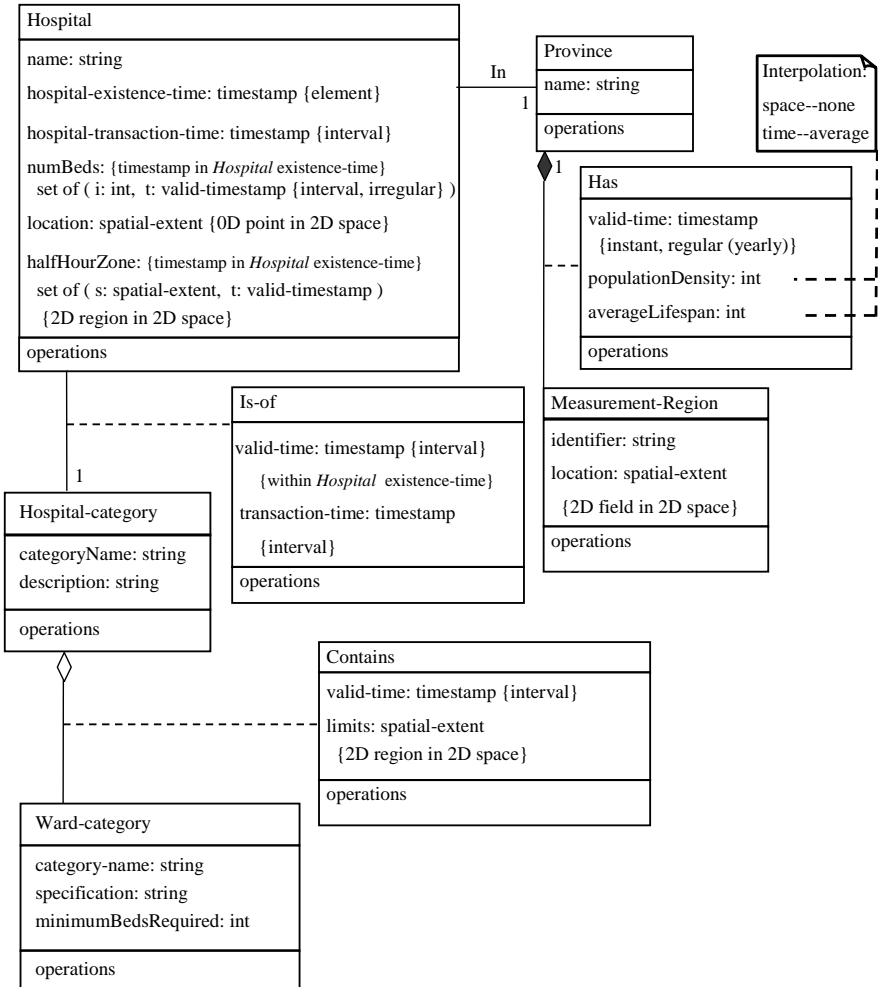 Hospital
name: string
hospital-existence-time: timestamp {element}
hospital-transaction-time: timestamp {interval}
numBeds: {timestamp in Hospital existence-time}
set of ( i: int, t: valid-timestamp {interval, irregular} )
location: spatial-extent {0D point in 2D space}
halfHourZone: {timestamp in Hospital existence-time}
set of ( s: spatial-extent, t: valid-timestamp )
{2D region in 2D space}
operations
In
1
Province
name: string
operations
1
Interpolation:
space--none
time--average
Has
valid-time: timestamp
{instant, regular (yearly)}
populationDensity: int
averageLifespan: int
operations
Is-of
valid-time: timestamp {interval}
{within Hospital existence-time}
transaction-time: timestamp
{interval}
operations
Measurement-Region
identifier: string
location: spatial-extent
{2D field in 2D space}
operations
1
Hospital-category
categoryName: string
description: string
operations
Contains
valid-time: timestamp {interval}
limits: spatial-extent
{2D region in 2D space}
operations
Ward-category
category-name: string
specification: string
minimumBedsRequired: int
operations